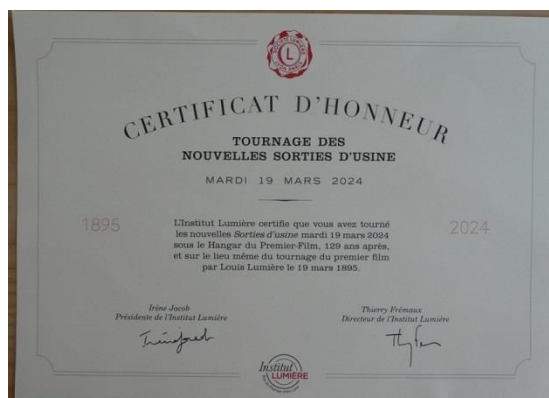 L
CERTIFICAT D'HONNEUR
TOURNAGE DES
NOUVELLES SORTIES D'USINE
MARDI 19 MARS 2024
1895
2024
L'Institut Lumière certifie que vous avez tourné
les nouvelles Sorties d'usine mardi 19 mars 2024
sous le Hangar du Premier-Film, 129 ans après,
et sur le lieu même du tournage du premier film
par Louis Lumière le 19 mars 1895.
Irène Jacob
Présidente de l'Institut Lumière
Thierry Frémaux
Directeur de l'Institut Lumière
Institut
LUMIÈRE